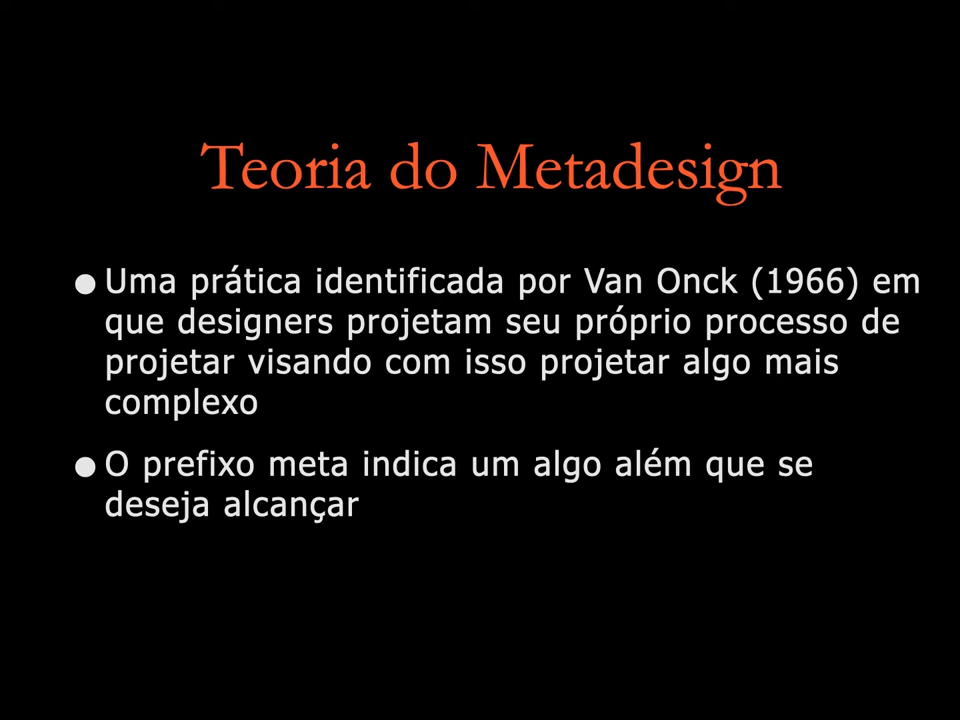 Teoria do Metadesign
• Uma prática identificada por Van Onck (1966) em
que designers projetam seu próprio processo de
projetar visando com isso projetar algo mais
complexo
• O prefixo meta indica um algo além que se
deseja alcançar